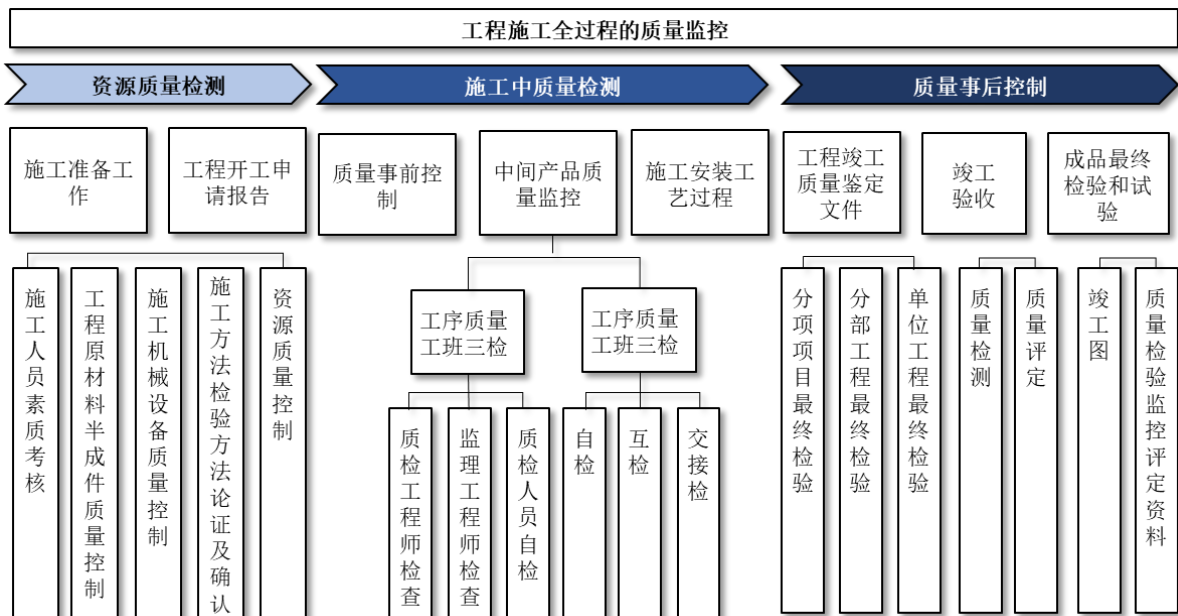 工程施工全过程的质量监控
资源质量检测
施工中质量检测
质量事后控制
施工准备工
作
工程开工申
请报告
质量事前控
制
中间产品质
量监控
施工安装工
艺过程
工程竣工
质量鉴定
文件
竣工
验收
成品最终
检验和试
验
工序质量
工班三检
工序质量
工班三检
施工人员素质考核
工程原材料半成件质量控制
施工机械设备质量控制
施工方法检验方法论证及确认
资源质量控制
质检工程师检查
监理工程师检查
质检人员自检
自检
互检
交接检
分项项目最终检验
分部工程最终检验
单位工程最终检验
质量检测
质量评定
竣工图
质量检验监控评定资料